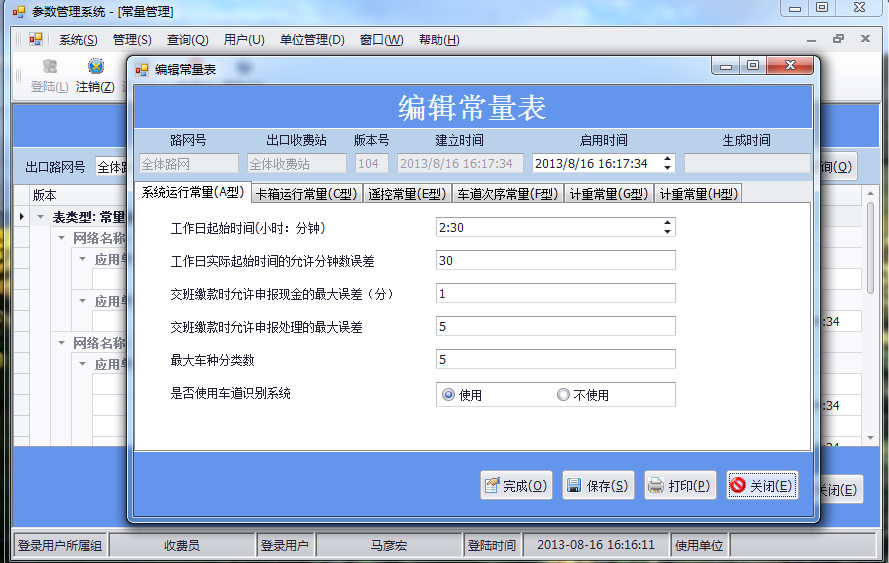 参数管理系统 - [常量管理]
系统(S) 管理(S) 查询(Q) 用户(U) 单位管理(D) 窗口(W) 帮助(H)
登陆(L) 注销(Z)
编辑常量表
编辑常量表
路网号 出口收费站 版本号 建立时间 启用时间 生成时间
全体路网 全体收费站 104 2013/8/16 16:17:34 2013/8/16 16:17:34
出口路网号 全体 询(Q)
系统运行常量(A型) 卡箱运行常量(C型) 遥控常量(E型) 车道次序常量(F型) 计重常量(G型) 计重常量(H型)
版本
表类型: 常量
网络名称
应用单
应用单
网络名称
应用单
工作日起始时间(小时：分钟) 2:30
工作日实际起始时间的允许分钟数误差 30
交班缴款时允许申报现金的最大误差（分） 1
交班缴款时允许申报处理的最大误差 5
最大车种分类数 5
是否使用车道识别系统 使用 不使用
:34
:34
完成(O) 保存(S) 打印(P) 关闭(E)
关闭(E)
登录用户所属组 收费员 登录用户 马彦宏 登陆时间 2013-08-16 16:16:11 使用单位